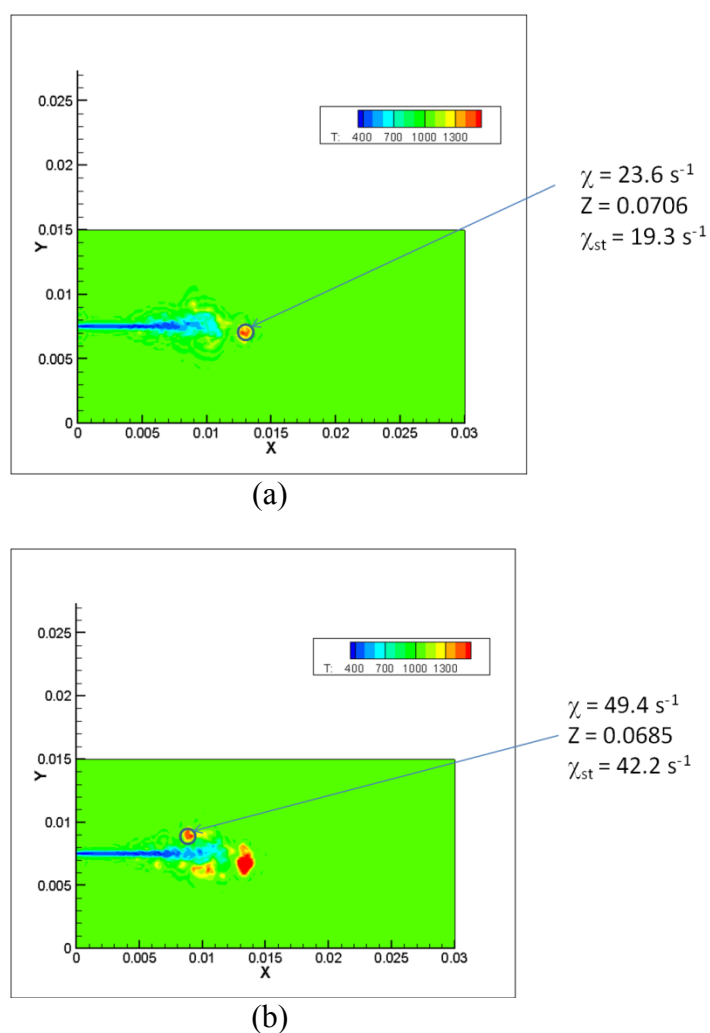 0.025
0.02
0.015
0.01
0.005
0
Y
T: 400 700 1000 1300
0 0.005 0.01 0.015 0.02 0.025 0.03
X
χ = 23.6 s⁻¹
Z = 0.0706
χst = 19.3 s⁻¹
(a)
0.025
0.02
0.015
0.01
0.005
0
Y
T: 400 700 1000 1300
0 0.005 0.01 0.015 0.02 0.025 0.03
X
χ = 49.4 s⁻¹
Z = 0.0685
χst = 42.2 s⁻¹
(b)